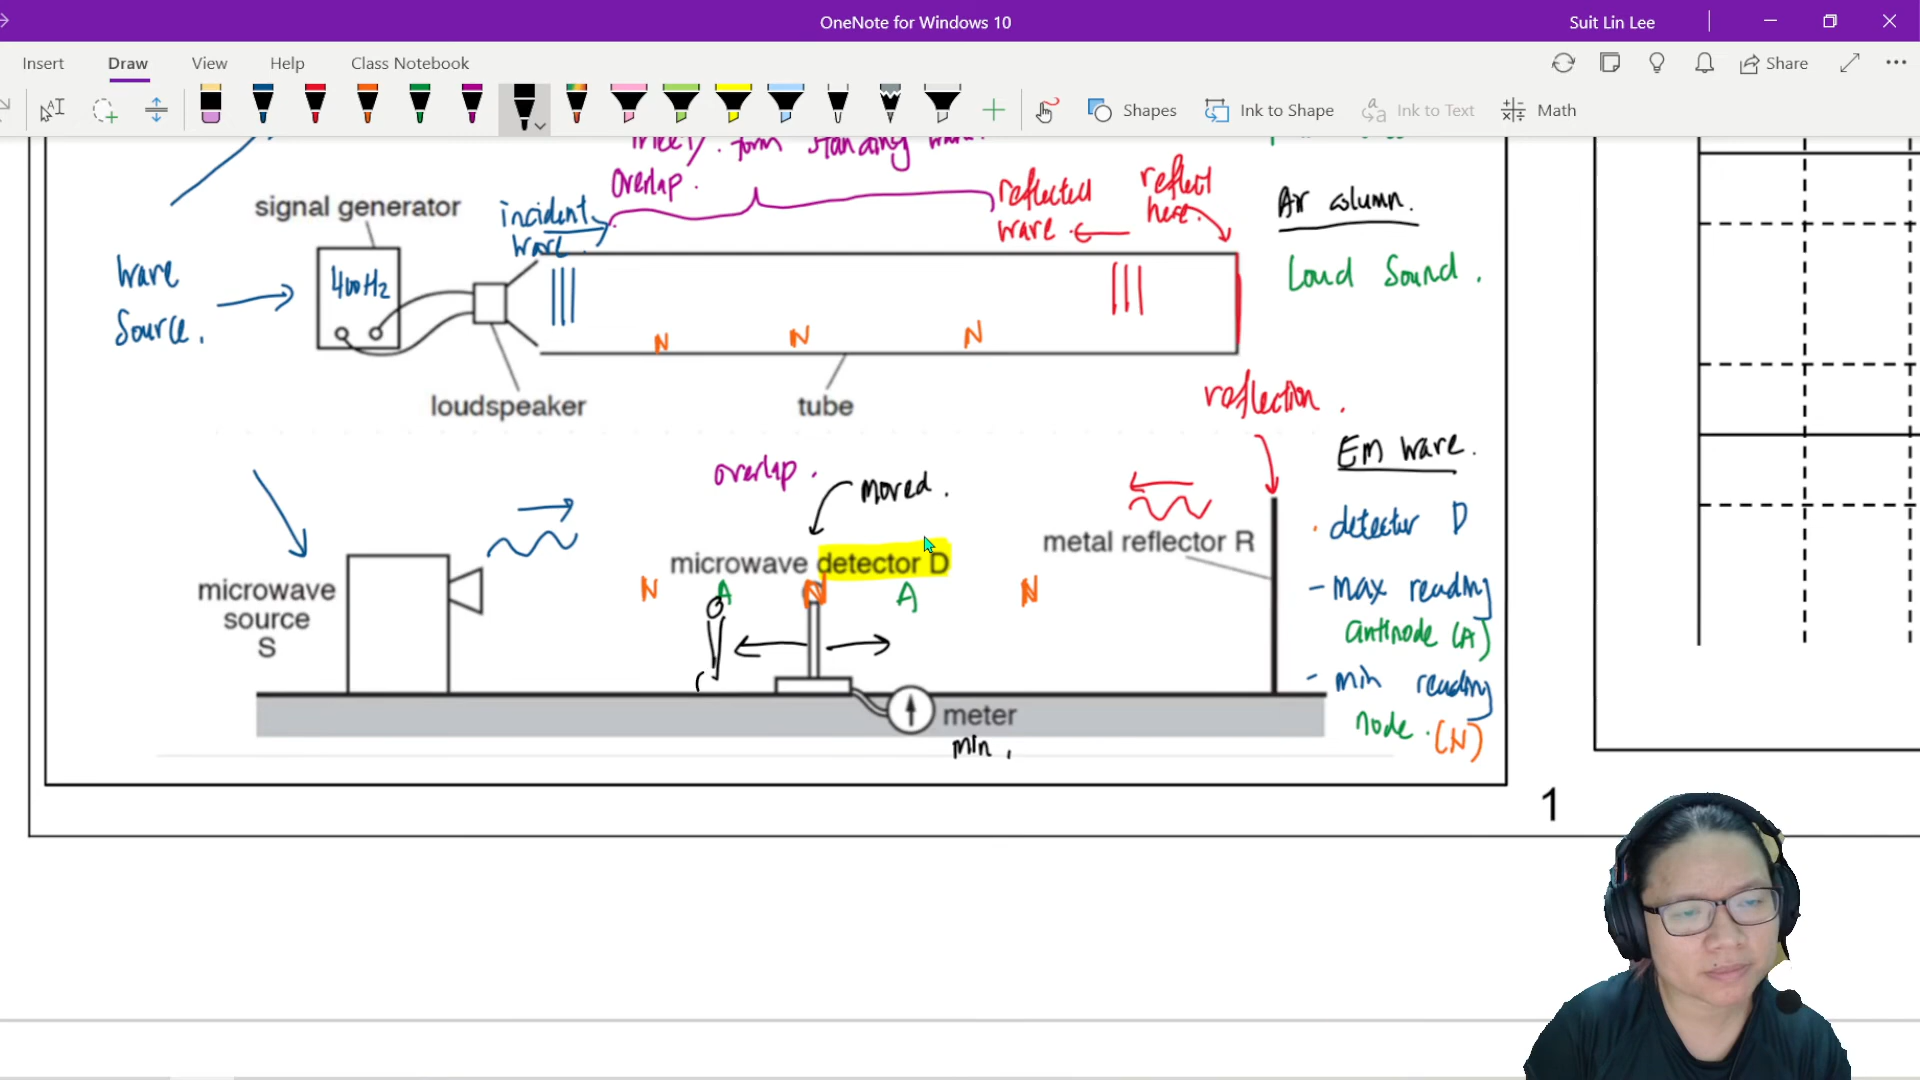 OneNote for Windows 10
Suit Lin Lee
Insert
Draw
View
Help
Class Notebook
Share
Shapes
Ink to Shape
Ink to Text
Math
form standing
overlap.
signal generator
incident
wave
reflected
wave
reflect
here.
Air column.
Loud Sound.
Wave
Source.
400Hz
N
N
N
loudspeaker
tube
reflection.
EM wave.
overlap.
moved.
microwave detector D
metal reflector R
detector D
microwave
source
S
N
A
N
A
N
- max reading
antinode (A)
- min reading
node. (N)
meter
min.
1